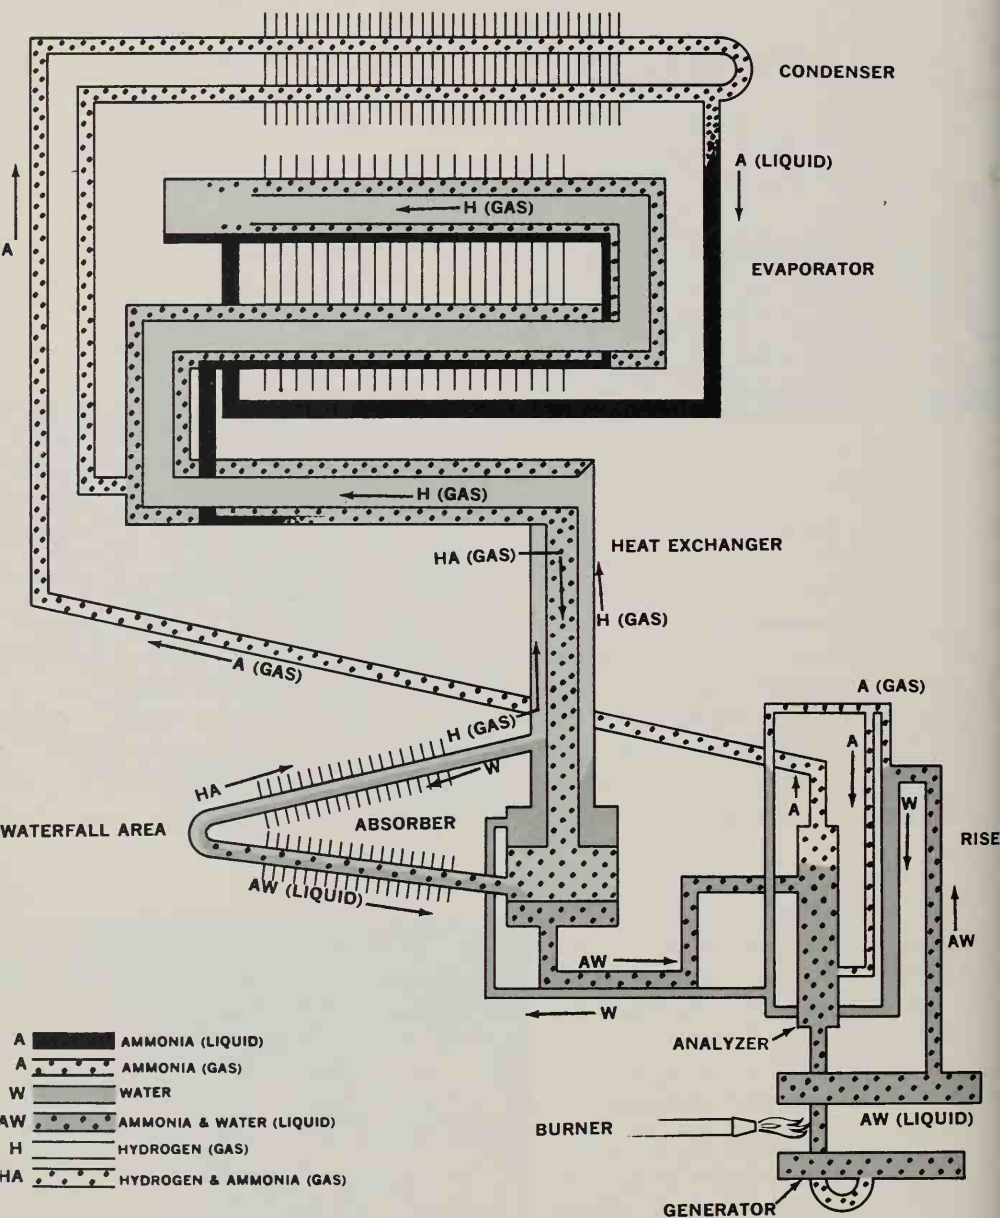 CONDENSER
A (LIQUID)
H (GAS)
A
EVAPORATOR
H (GAS)
HA (GAS)
HEAT EXCHANGER
H (GAS)
A (GAS)
H (GAS)
A (GAS)
A
W
HA
A
W
WATERFALL AREA
ABSORBER
RISE
AW (LIQUID)
AW
AW
W
ANALYZER
A AMMONIA (LIQUID)
A AMMONIA (GAS)
W WATER
AW AMMONIA & WATER (LIQUID)
H HYDROGEN (GAS)
HA HYDROGEN & AMMONIA (GAS)
AW (LIQUID)
BURNER
GENERATOR